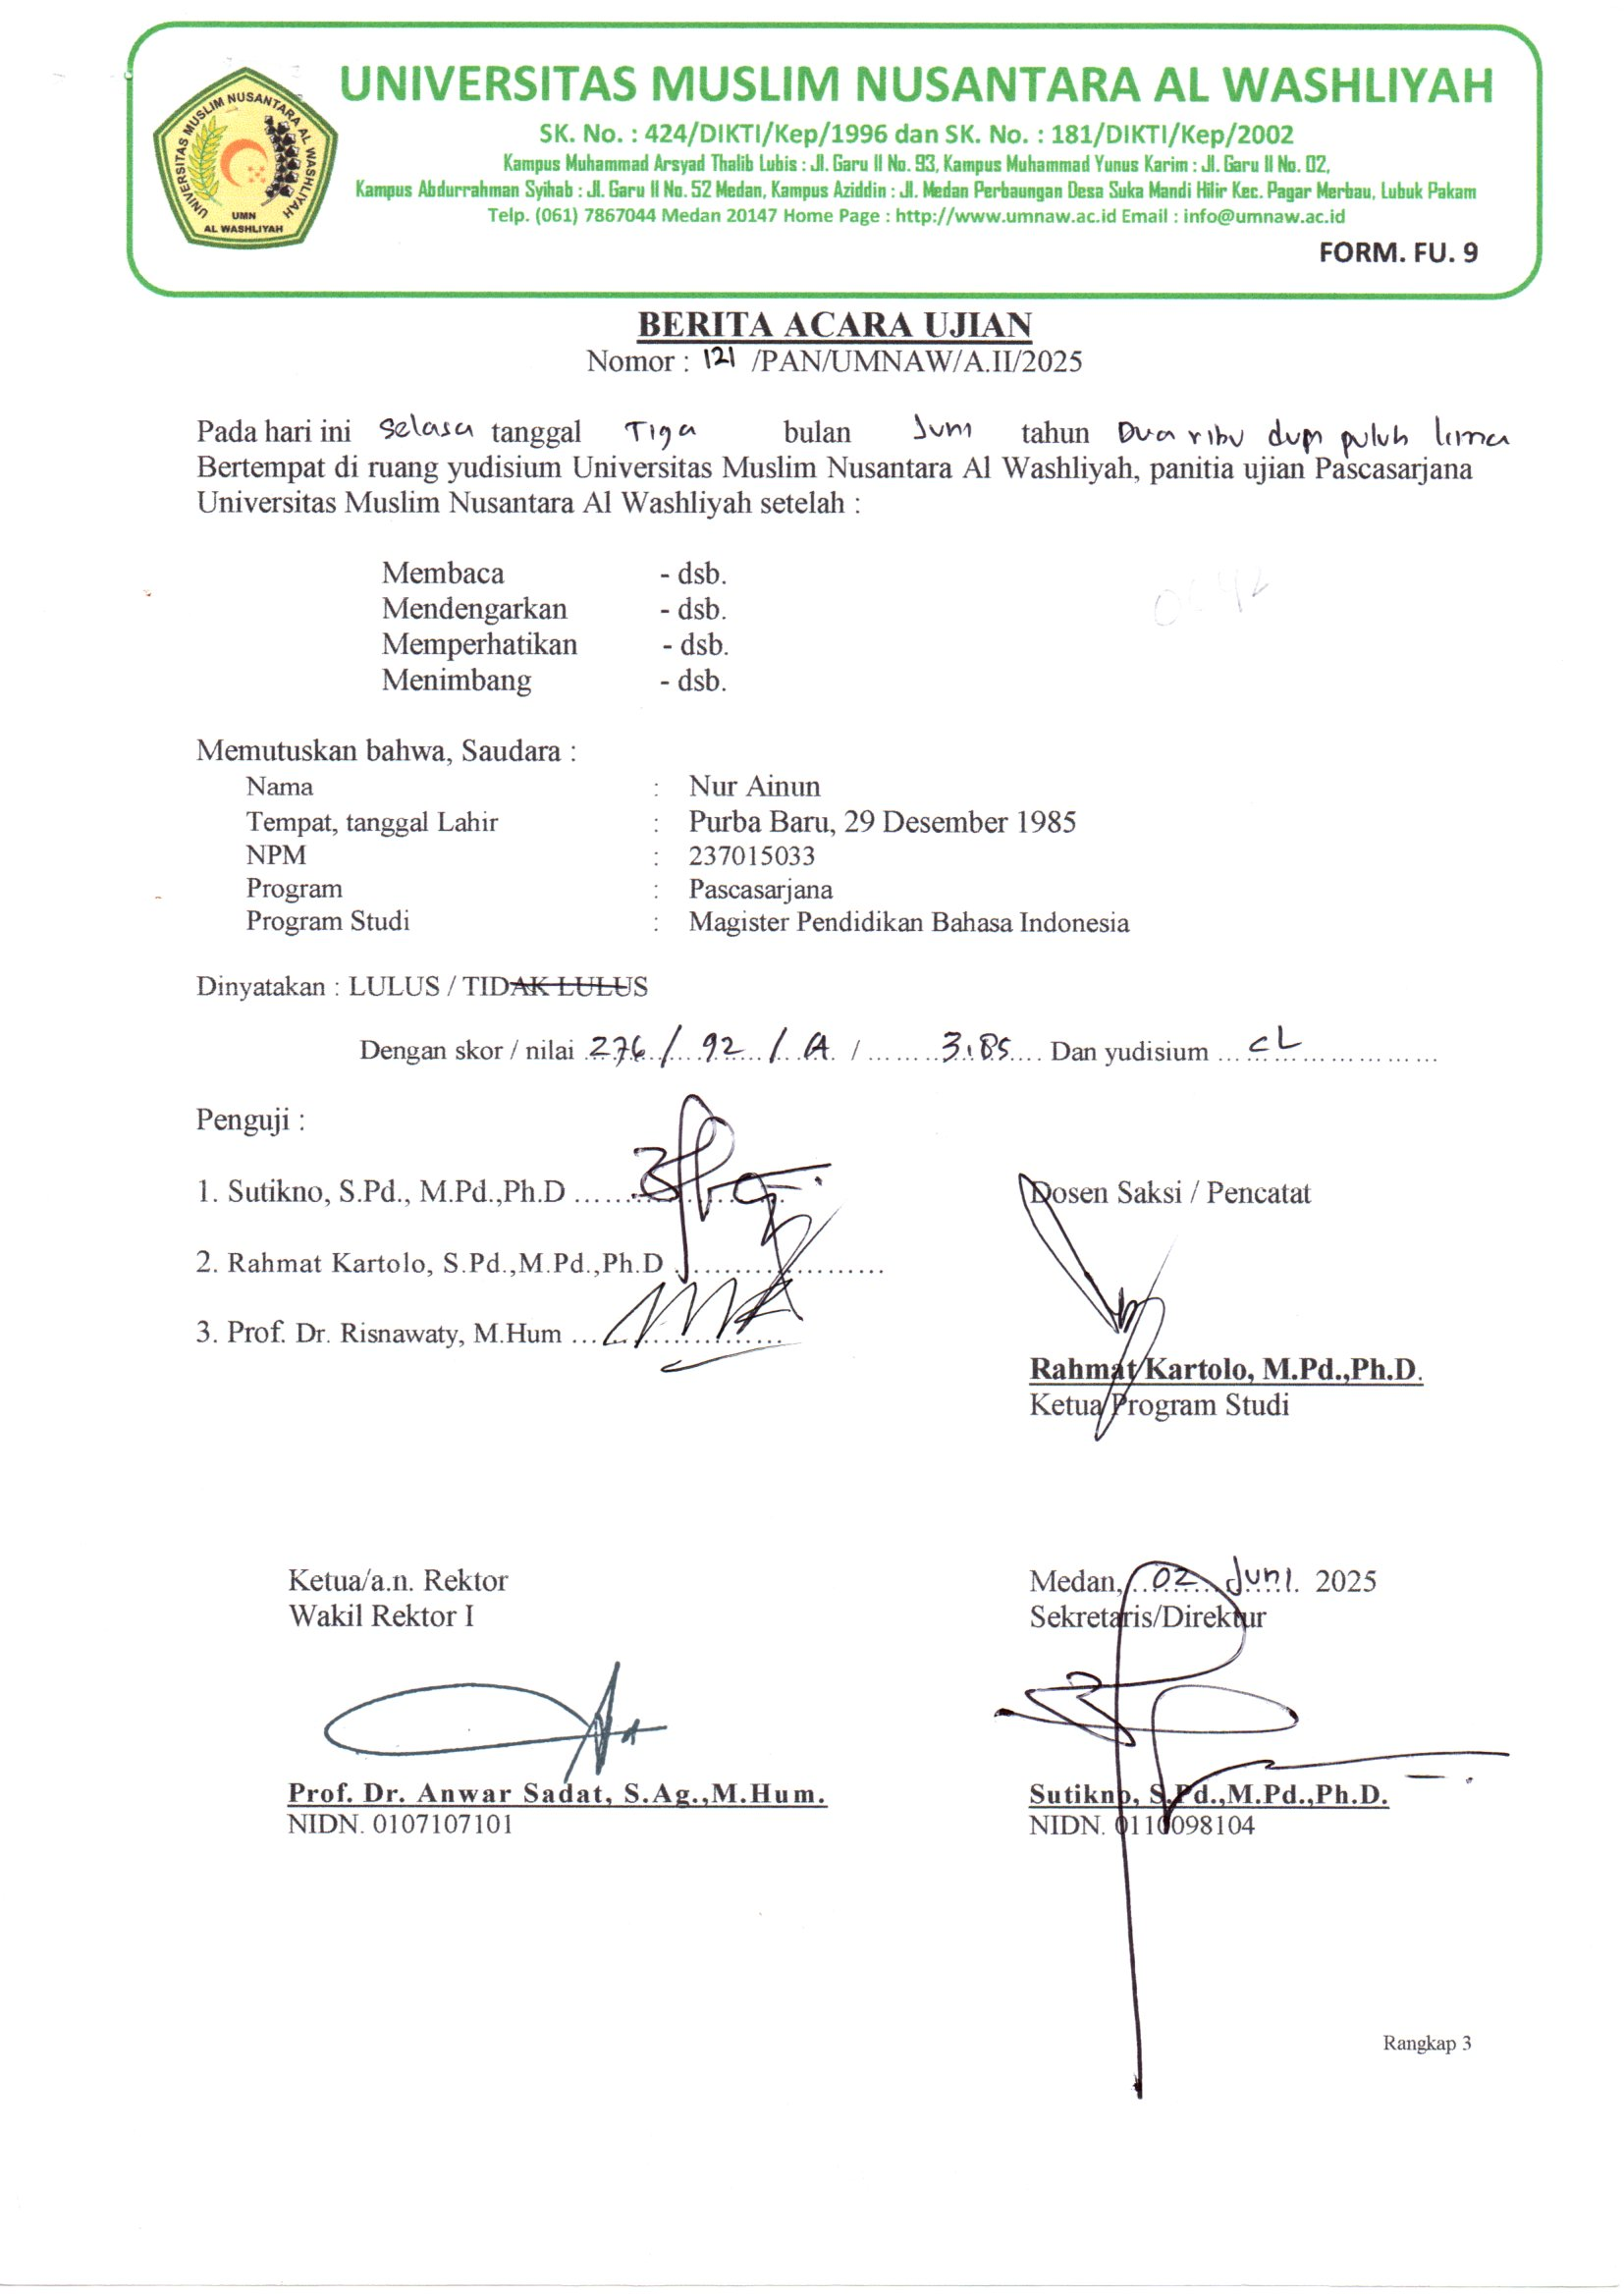 UNIVERSITAS MUSLIM NUSANTARA AL WASHLIYAH
SK. No. : 424/DIKTI/Kep/1996 dan SK. No. : 181/DIKTI/Kep/2002
Kampus Muhammad Arsyad Thalib Lubis : Jl. Garu II No. 93, Kampus Muhammad Yunus Karim : Jl. Garu II No. 02,
Kampus Abdurrahman Syihab : Jl. Garu II No. 52 Medan, Kampus Aziddin : Jl. Medan Perbaungan Desa Suka Mandi Hilir Kec. Pagar Merbau, Lubuk Pakam
Telp. (061) 7867044 Medan 20147 Home Page : http://www.umnaw.ac.id Email : info@umnaw.ac.id
UNIVERSITAS MUSLIM NUSANTARA AL WASHLIYAH
UMN
AL WASHLIYAH
FORM. FU. 9
BERITA ACARA UJIAN
Nomor : 121 /PAN/UMNAW/A.II/2025
Pada hari ini Selasa tanggal Tiga bulan Juni tahun Dua ribu dua puluh lima
Bertempat di ruang yudisium Universitas Muslim Nusantara Al Washliyah, panitia ujian Pascasarjana
Universitas Muslim Nusantara Al Washliyah setelah :
Membaca - dsb.
Mendengarkan - dsb.
Memperhatikan - dsb.
Menimbang - dsb.
Memutuskan bahwa, Saudara :
Nama : Nur Ainun
Tempat, tanggal Lahir : Purba Baru, 29 Desember 1985
NPM : 237015033
Program : Pascasarjana
Program Studi : Magister Pendidikan Bahasa Indonesia
Dinyatakan : LULUS / TIDAK LULUS
Dengan skor / nilai 276 / 92 / A / 3.85 Dan yudisium CL
Penguji :
1. Sutikno, S.Pd., M.Pd.,Ph.D
Dosen Saksi / Pencatat
2. Rahmat Kartolo, S.Pd.,M.Pd.,Ph.D
3. Prof. Dr. Risnawaty, M.Hum
Rahmat Kartolo, M.Pd.,Ph.D.
Ketua Program Studi
Ketua/a.n. Rektor
Wakil Rektor I
Medan, 02 Juni 2025
Sekretaris/Direktur
Prof. Dr. Anwar Sadat, S.Ag.,M.Hum.
NIDN. 0107107101
Sutikno, S.Pd.,M.Pd.,Ph.D.
NIDN. 0110098104
Rangkap 3